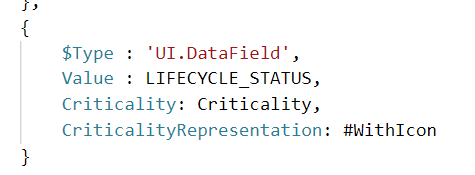 },
{
$Type : 'UI.DataField',
Value : LIFECYCLE_STATUS,
Criticality: Criticality,
CriticalityRepresentation: #WithIcon
}